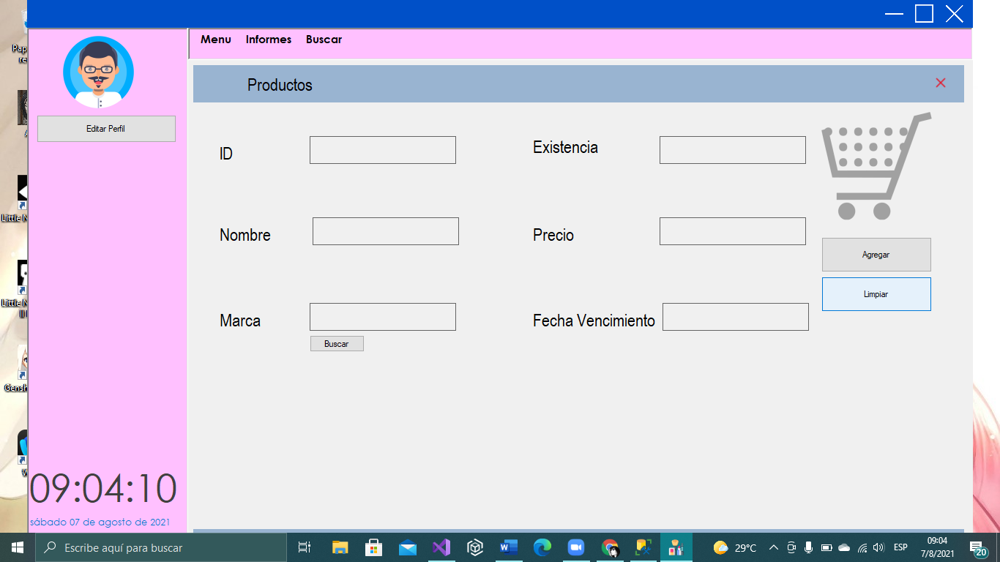 Menu Informes Buscar
Productos
Editar Perfil
ID
Existencia
Nombre
Precio
Agregar
Limpiar
Marca
Fecha Vencimiento
Buscar
09:04:10
sábado 07 de agosto de 2021
Pap
re
Little N
Little N
II
Gensh
W
Escribe aquí para buscar
29°C
ESP
09:04
7/8/2021
20